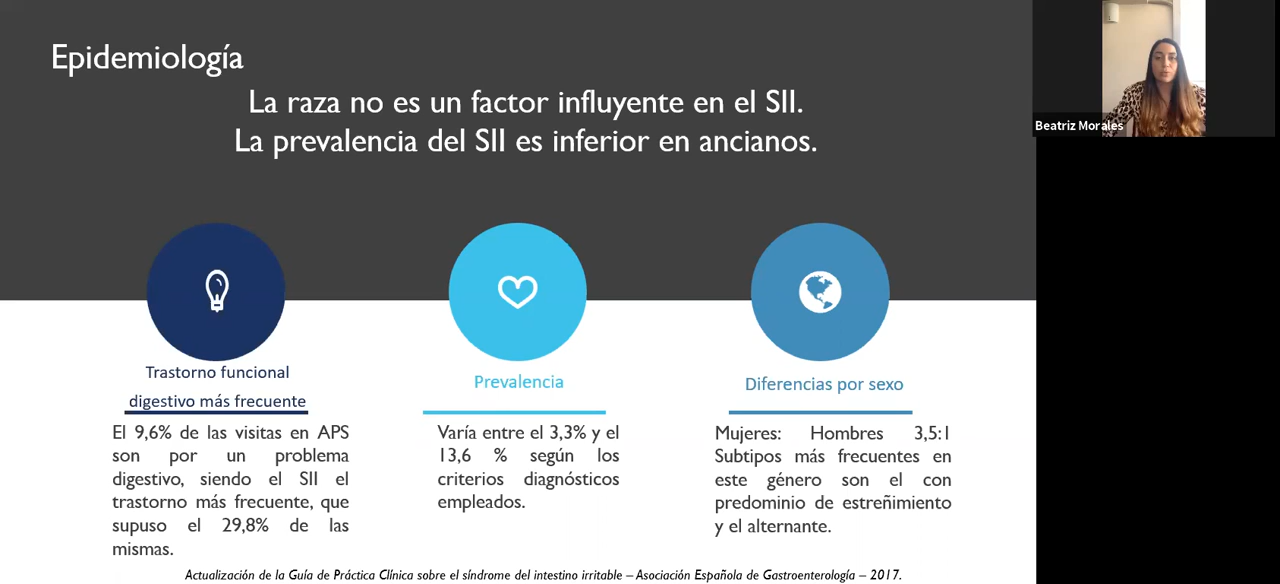 Epidemiología
La raza no es un factor influyente en el SII.
La prevalencia del SII es inferior en ancianos.
Beatriz Morales
Trastorno funcional
digestivo más frecuente
El 9,6% de las visitas en APS
son por un problema
digestivo, siendo el SII el
trastorno más frecuente, que
supuso el 29,8% de las
mismas.
Prevalencia
Varía entre el 3,3% y el
13,6 % según los
criterios diagnósticos
empleados.
Diferencias por sexo
Mujeres: Hombres 3,5:1
Subtipos más frecuentes en
este género son el con
predominio de estreñimiento
y el alternante.
Actualización de la Guía de Práctica Clínica sobre el síndrome del intestino irritable – Asociación Española de Gastroenterología – 2017.